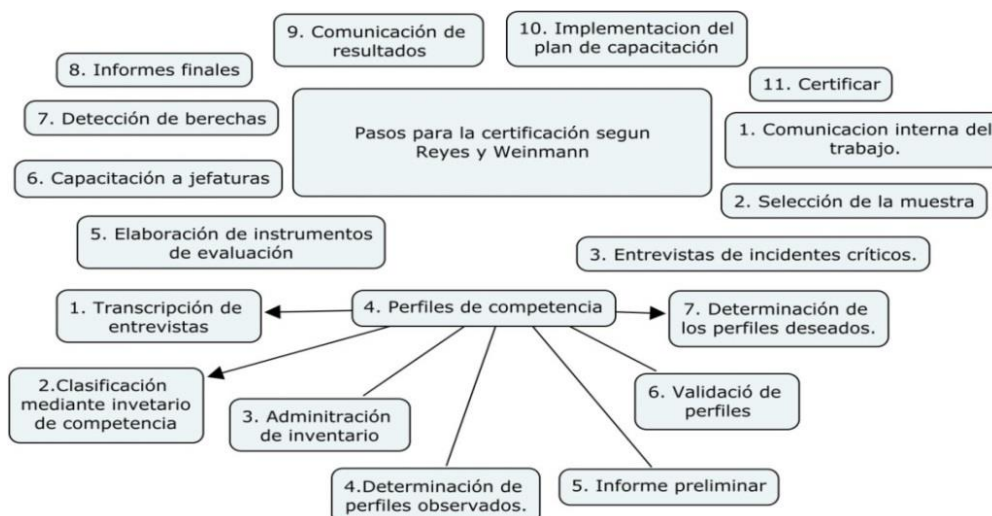 9. Comunicación de
resultados
10. Implementacion del
plan de capacitación
8. Informes finales
11. Certificar
7. Detección de berechas
Pasos para la certificación segun
Reyes y Weinmann
1. Comunicacion interna del
trabajo.
6. Capacitación a jefaturas
2. Selección de la muestra
5. Elaboración de instrumentos
de evaluación
3. Entrevistas de incidentes críticos.
1. Transcripción de
entrevistas
4. Perfiles de competencia
7. Determinación de
los perfiles deseados.
2.Clasificación
mediante invetario
de competencia
3. Adminitración
de inventario
6. Validació de
perfiles
4.Determinación de
perfiles observados.
5. Informe preliminar